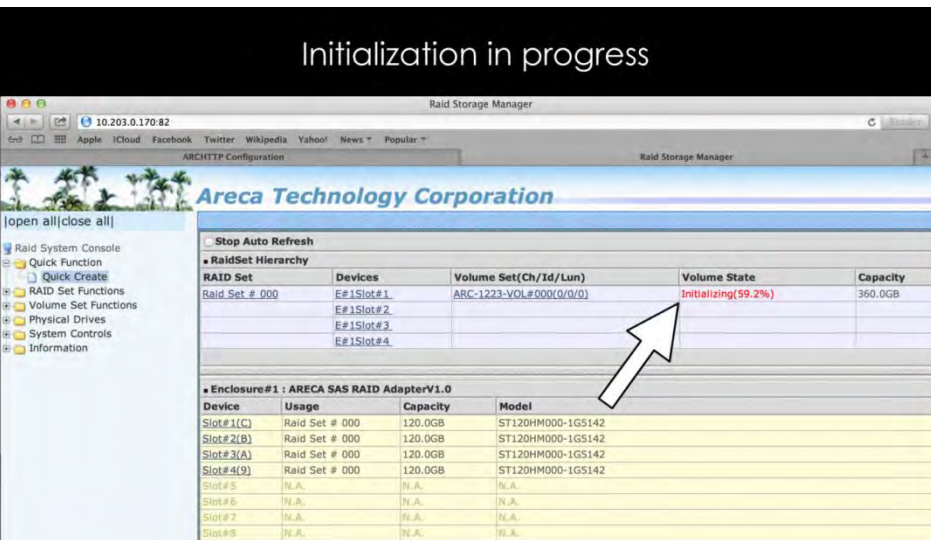 Initialization in progress
Raid Storage Manager
10.203.0.170:82
Reader
Apple iCloud Facebook Twitter Wikipedia Yahoo! News Popular
ARCHTTP Configuration Raid Storage Manager
Areca Technology Corporation
|open all|close all|
Raid System Console
Quick Function
Quick Create
RAID Set Functions
Volume Set Functions
Physical Drives
System Controls
Information
Stop Auto Refresh
RaidSet Hierarchy
RAID Set Devices Volume Set(Ch/Id/Lun) Volume State Capacity
Raid Set # 000 E#1Slot#1 ARC-1223-VOL#000(0/0/0) Initializing(59.2%) 360.0GB
E#1Slot#2
E#1Slot#3
E#1Slot#4
Enclosure#1 : ARECA SAS RAID AdapterV1.0
Device Usage Capacity Model
Slot#1(C) Raid Set # 000 120.0GB ST120HM000-1G5142
Slot#2(B) Raid Set # 000 120.0GB ST120HM000-1G5142
Slot#3(A) Raid Set # 000 120.0GB ST120HM000-1G5142
Slot#4(9) Raid Set # 000 120.0GB ST120HM000-1G5142
Slot#5 N.A. N.A. N.A.
Slot#6 N.A. N.A. N.A.
Slot#7 N.A. N.A. N.A.
Slot#8 N.A. N.A. N.A.